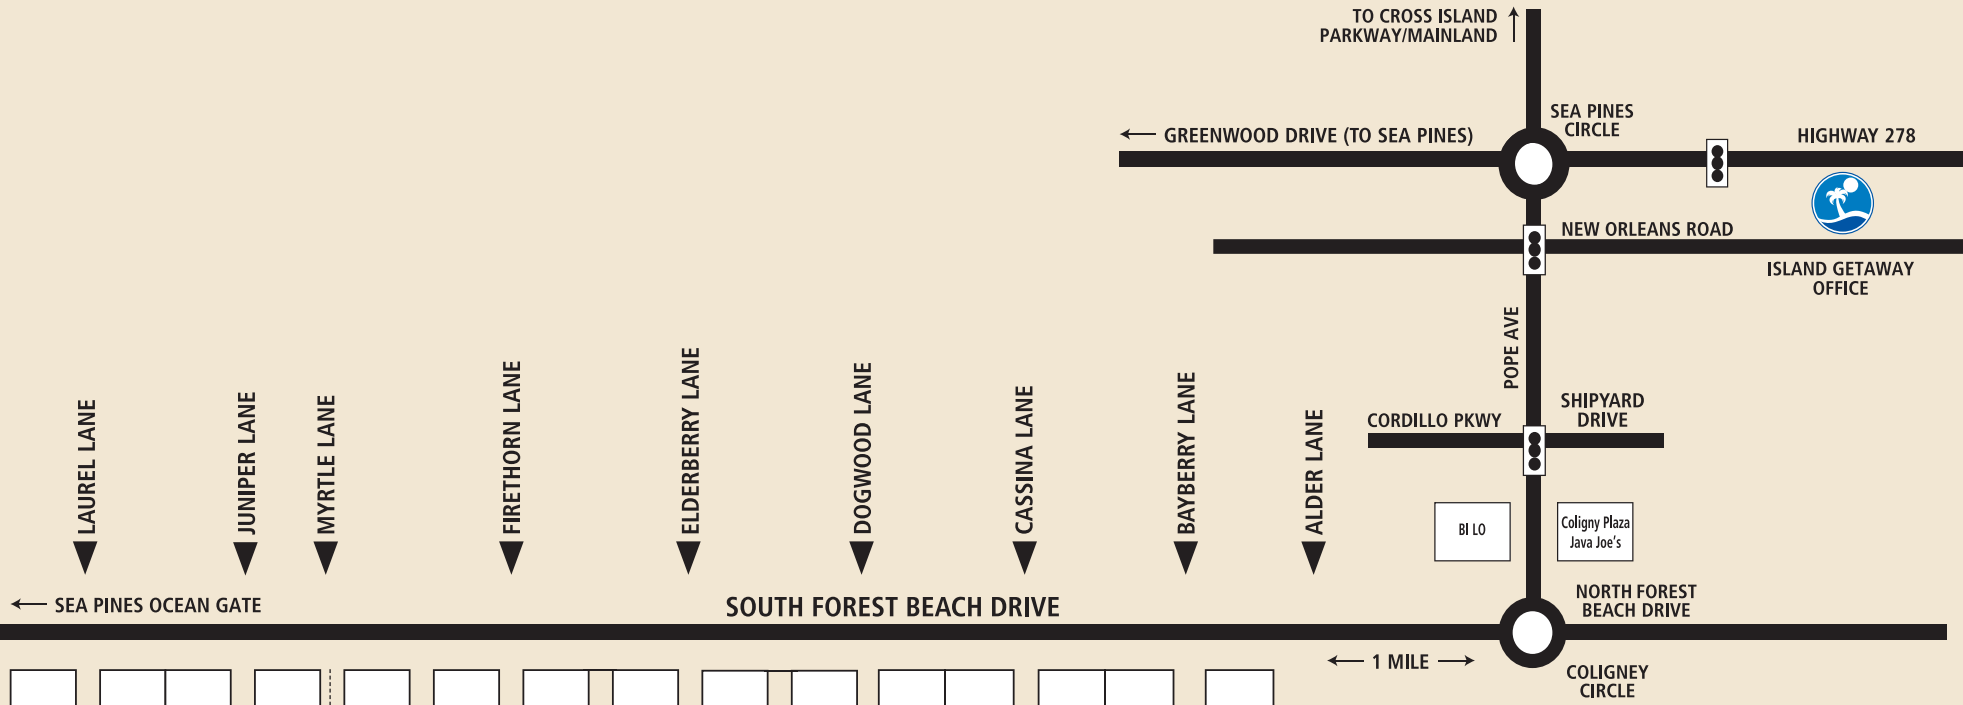 TO CROSS ISLAND
PARKWAY/MAINLAND
SEA PINES
CIRCLE
GREENWOOD DRIVE (TO SEA PINES)
HIGHWAY 278
NEW ORLEANS ROAD
ISLAND GETAWAY
OFFICE
POPE AVE
LAUREL LANE
JUNIPER LANE
MYRTLE LANE
FIRETHORN LANE
ELDERBERRY LANE
DOGWOOD LANE
CASSINA LANE
BAYBERRY LANE
ALDER LANE
CORDILLO PKWY
SHIPYARD
DRIVE
BI LO
Coligny Plaza
Java Joe's
SEA PINES OCEAN GATE
SOUTH FOREST BEACH DRIVE
NORTH FOREST
BEACH DRIVE
1 MILE
COLIGNEY
CIRCLE